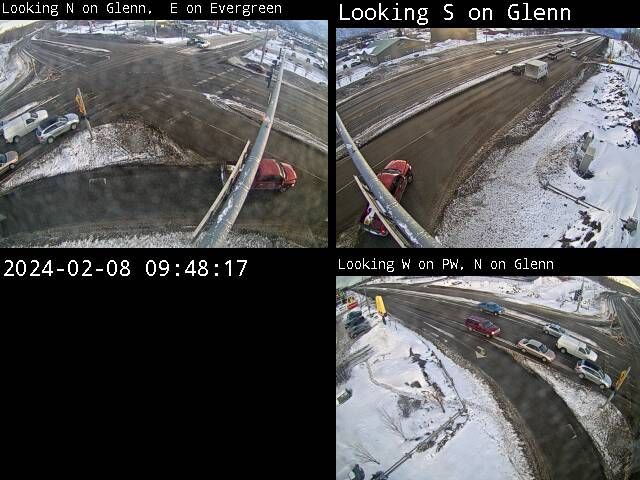 Looking N on Glenn,  E on Evergreen
Looking S on Glenn
2024-02-08 09:48:17
Looking W on PW, N on Glenn